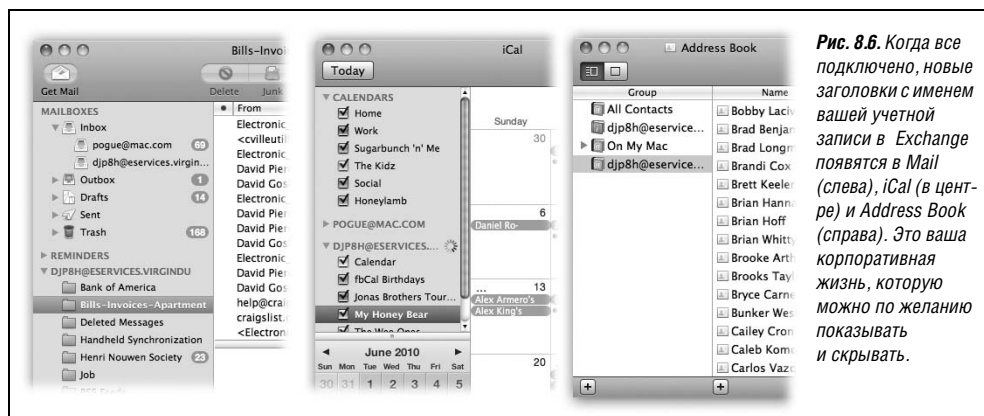 Bills-Invoi
Get Mail
Delete
Junk
MAILBOXES
Inbox
pogue@mac.com 69
djp8h@eservices.virgin...
Outbox 1
Drafts 14
Sent
Trash 168
REMINDERS
DJP8H@ESERVICES.VIRGINDU
Bank of America
Bills-Invoices-Apartment
Deleted Messages
Handheld Synchronization
Henri Nouwen Society 23
Job
From
Electronic
<cvilleutil
Electronic
David Pier
David Gos
Electronic
David Pier
David Pier
David Gos
Electronic
David Pier
David Gos
help@crai
craigslist.
<Electron
iCal
Today
CALENDARS
Home
Work
Sugarbunch 'n' Me
The Kidz
Social
Honeylamb
POGUE@MAC.COM
DJP8H@ESERVICES....
Calendar
fbCal Birthdays
Jonas Brothers Tour...
My Honey Bear
The Wee Ones
June 2010
Sun Mon Tue Wed Thu Fri Sat
30 31 1 2 3 4 5
Sunday
30
6
Daniel Ro-
... 13
Alex Armero's
Alex King's
20
Address Book
Group
All Contacts
djp8h@eservice...
On My Mac
djp8h@eservice...
Name
Bobby Laciv
Brad Benjar
Brad Longm
Brandi Cox
Brett Keeler
Brian Hanna
Brian Hoff
Brian Whitty
Brooke Arth
Brooks Tayl
Bryce Carne
Bunker Wes
Cailey Cron
Caleb Komo
Carlos Vazo
Рис. 8.6. Когда все
подключено, новые
заголовки с именем
вашей учетной
записи в Exchange
появятся в Mail
(слева), iCal (в цент-
ре) и Address Book
(справа). Это ваша
корпоративная
жизнь, которую
можно по желанию
показывать
и скрывать.